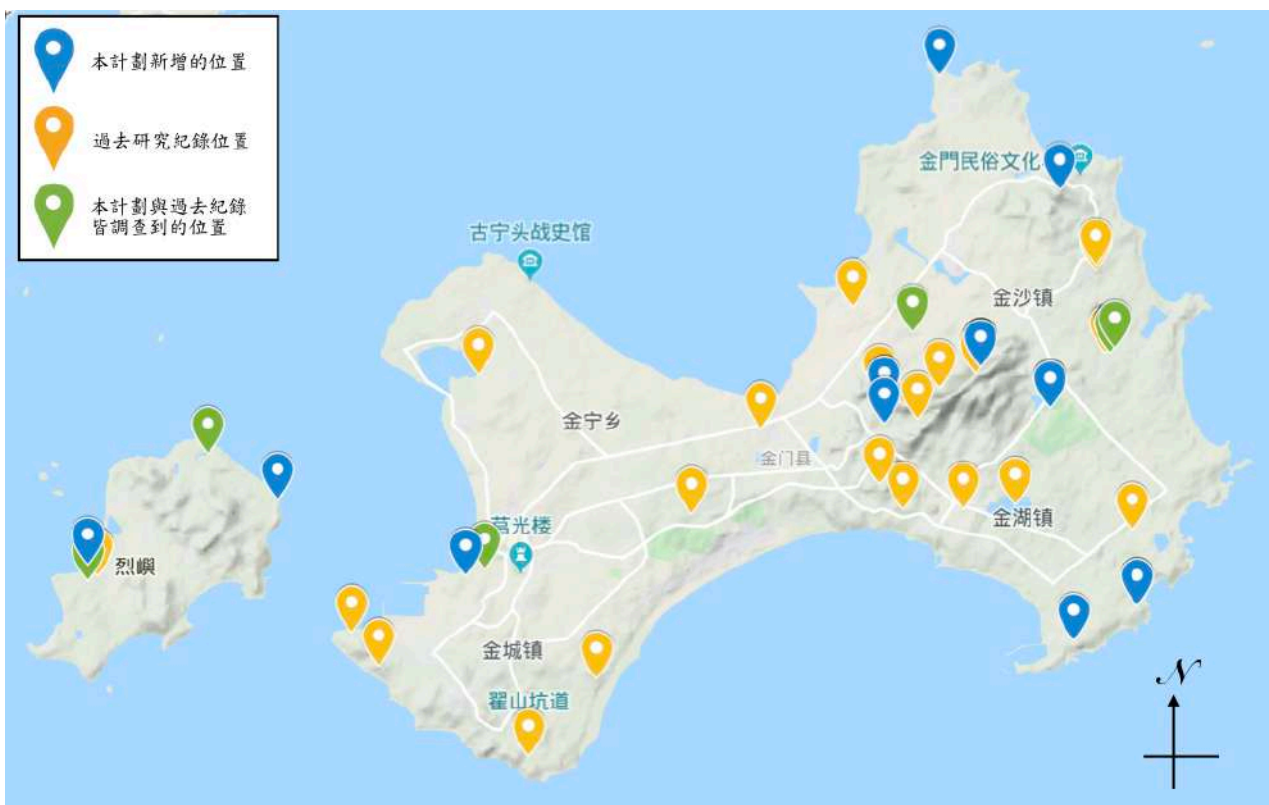 本計劃新增的位置
過去研究紀錄位置
本計劃與過去紀錄
皆調查到的位置
金門民俗文化
古宁头战史馆
金沙镇
金宁乡
金门县
金湖镇
莒光楼
烈嶼
金城镇
翟山坑道
N